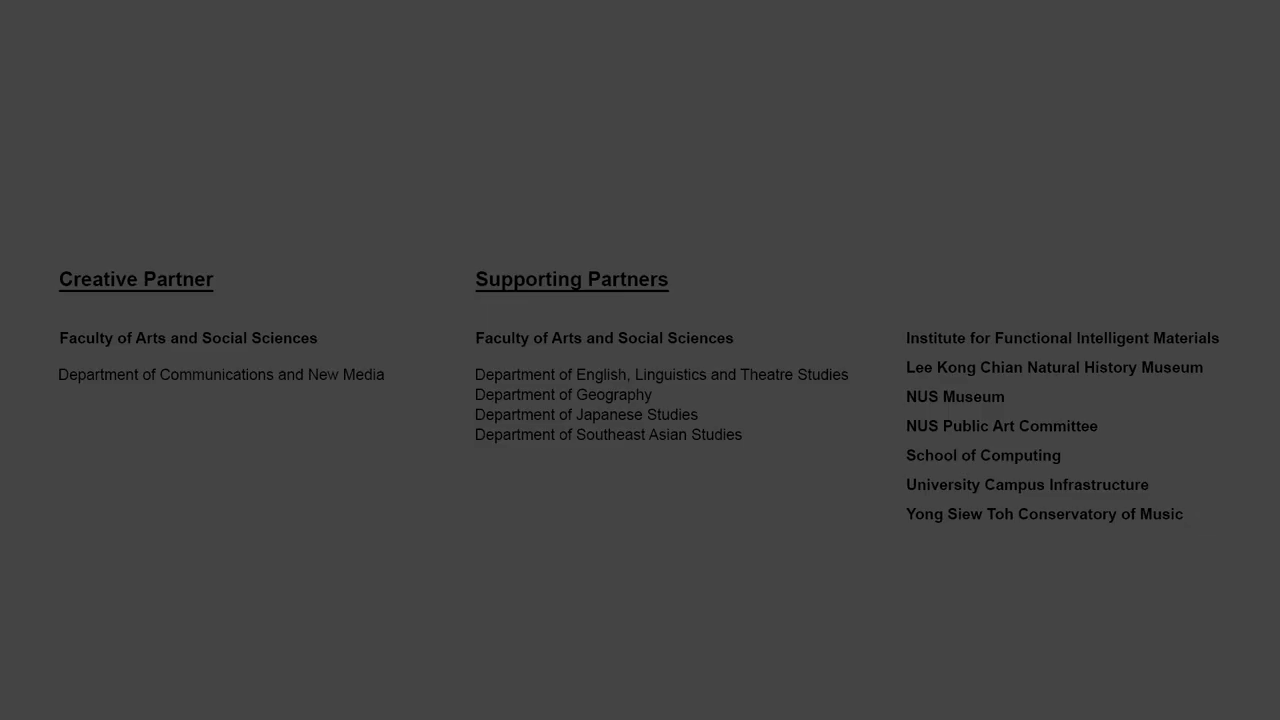 Creative Partner
Faculty of Arts and Social Sciences
Department of Communications and New Media
Supporting Partners
Faculty of Arts and Social Sciences
Department of English, Linguistics and Theatre Studies
Department of Geography
Department of Japanese Studies
Department of Southeast Asian Studies
Institute for Functional Intelligent Materials
Lee Kong Chian Natural History Museum
NUS Museum
NUS Public Art Committee
School of Computing
University Campus Infrastructure
Yong Siew Toh Conservatory of Music